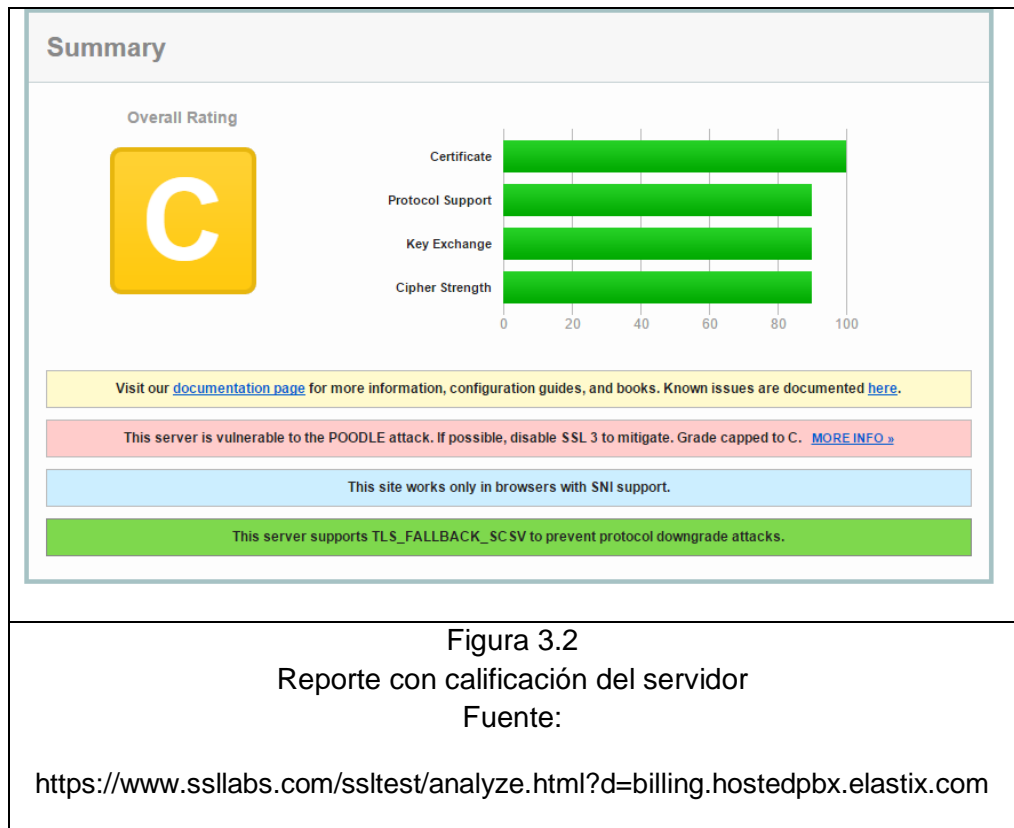 Summary
Overall Rating
C
Certificate
Protocol Support
Key Exchange
Cipher Strength
0 20 40 60 80 100
Visit our documentation page for more information, configuration guides, and books. Known issues are documented here.
This server is vulnerable to the POODLE attack. If possible, disable SSL 3 to mitigate. Grade capped to C. MORE INFO »
This site works only in browsers with SNI support.
This server supports TLS_FALLBACK_SCSV to prevent protocol downgrade attacks.
Figura 3.2
Reporte con calificación del servidor
Fuente:
https://www.ssllabs.com/ssltest/analyze.html?d=billing.hostedpbx.elastix.com